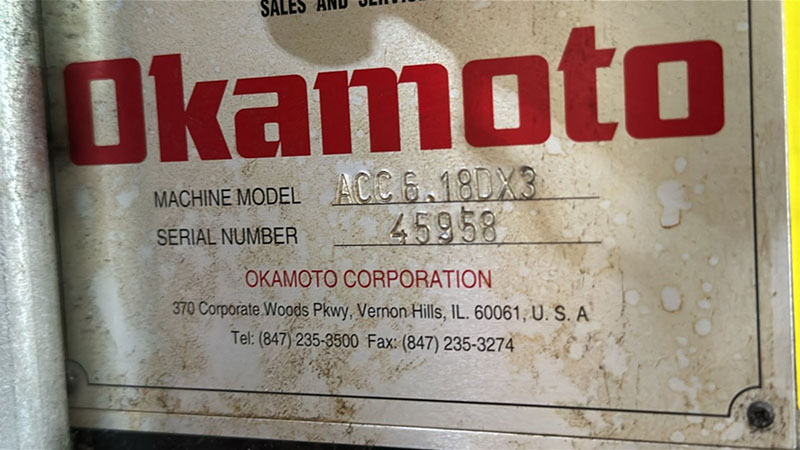 SALES AND SERVICE
Okamoto
MACHINE MODEL ACC 6.18DX3
SERIAL NUMBER 45958
OKAMOTO CORPORATION
370 Corporate Woods Pkwy, Vernon Hills, IL. 60061, U. S. A
Tel: (847) 235-3500 Fax: (847) 235-3274